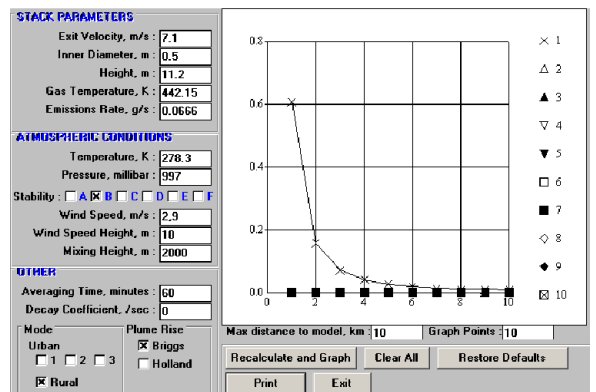 STACK PARAMETERS
Exit Velocity, m/s : 7.1
Inner Diameter, m : 0.5
Height, m : 11.2
Gas Temperature, K : 442.15
Emissions Rate, g/s : 0.0666
ATMOSPHERIC CONDITIONS
Temperature, K : 278.3
Pressure, millibar : 997
Stability : A B C D E F
Wind Speed, m/s : 2.9
Wind Speed Height, m : 10
Mixing Height, m : 2000
OTHER
Averaging Time, minutes : 60
Decay Coefficient, /sec : 0
Mode
Urban
1 2 3
Rural
Plume Rise
Briggs
Holland
0.8
0.6
0.4
0.2
0.0
0 2 4 6 8 10
1
2
3
4
5
6
7
8
9
10
Max distance to model, km : 10 Graph Points : 10
Recalculate and Graph Clear All Restore Defaults
Print Exit